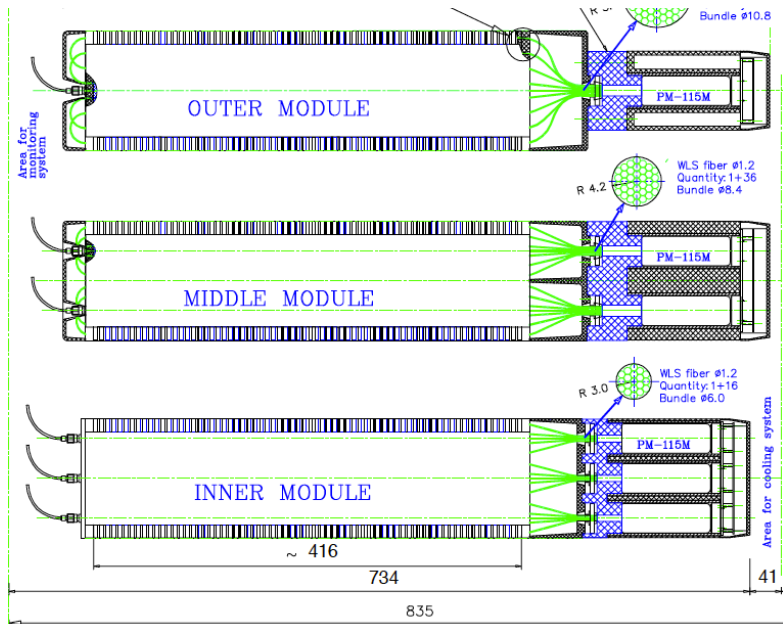 Bundle ø10.8
OUTER MODULE
PM-115M
Area for
monitoring
system
WLS fiber ø1.2
Quantity: 1+36
Bundle ø8.4
R 4.2
PM-115M
MIDDLE MODULE
WLS fiber ø1.2
Quantity: 1+16
Bundle ø6.0
R 3.0
PM-115M
INNER MODULE
Area for cooling system
~ 416
734
41
835